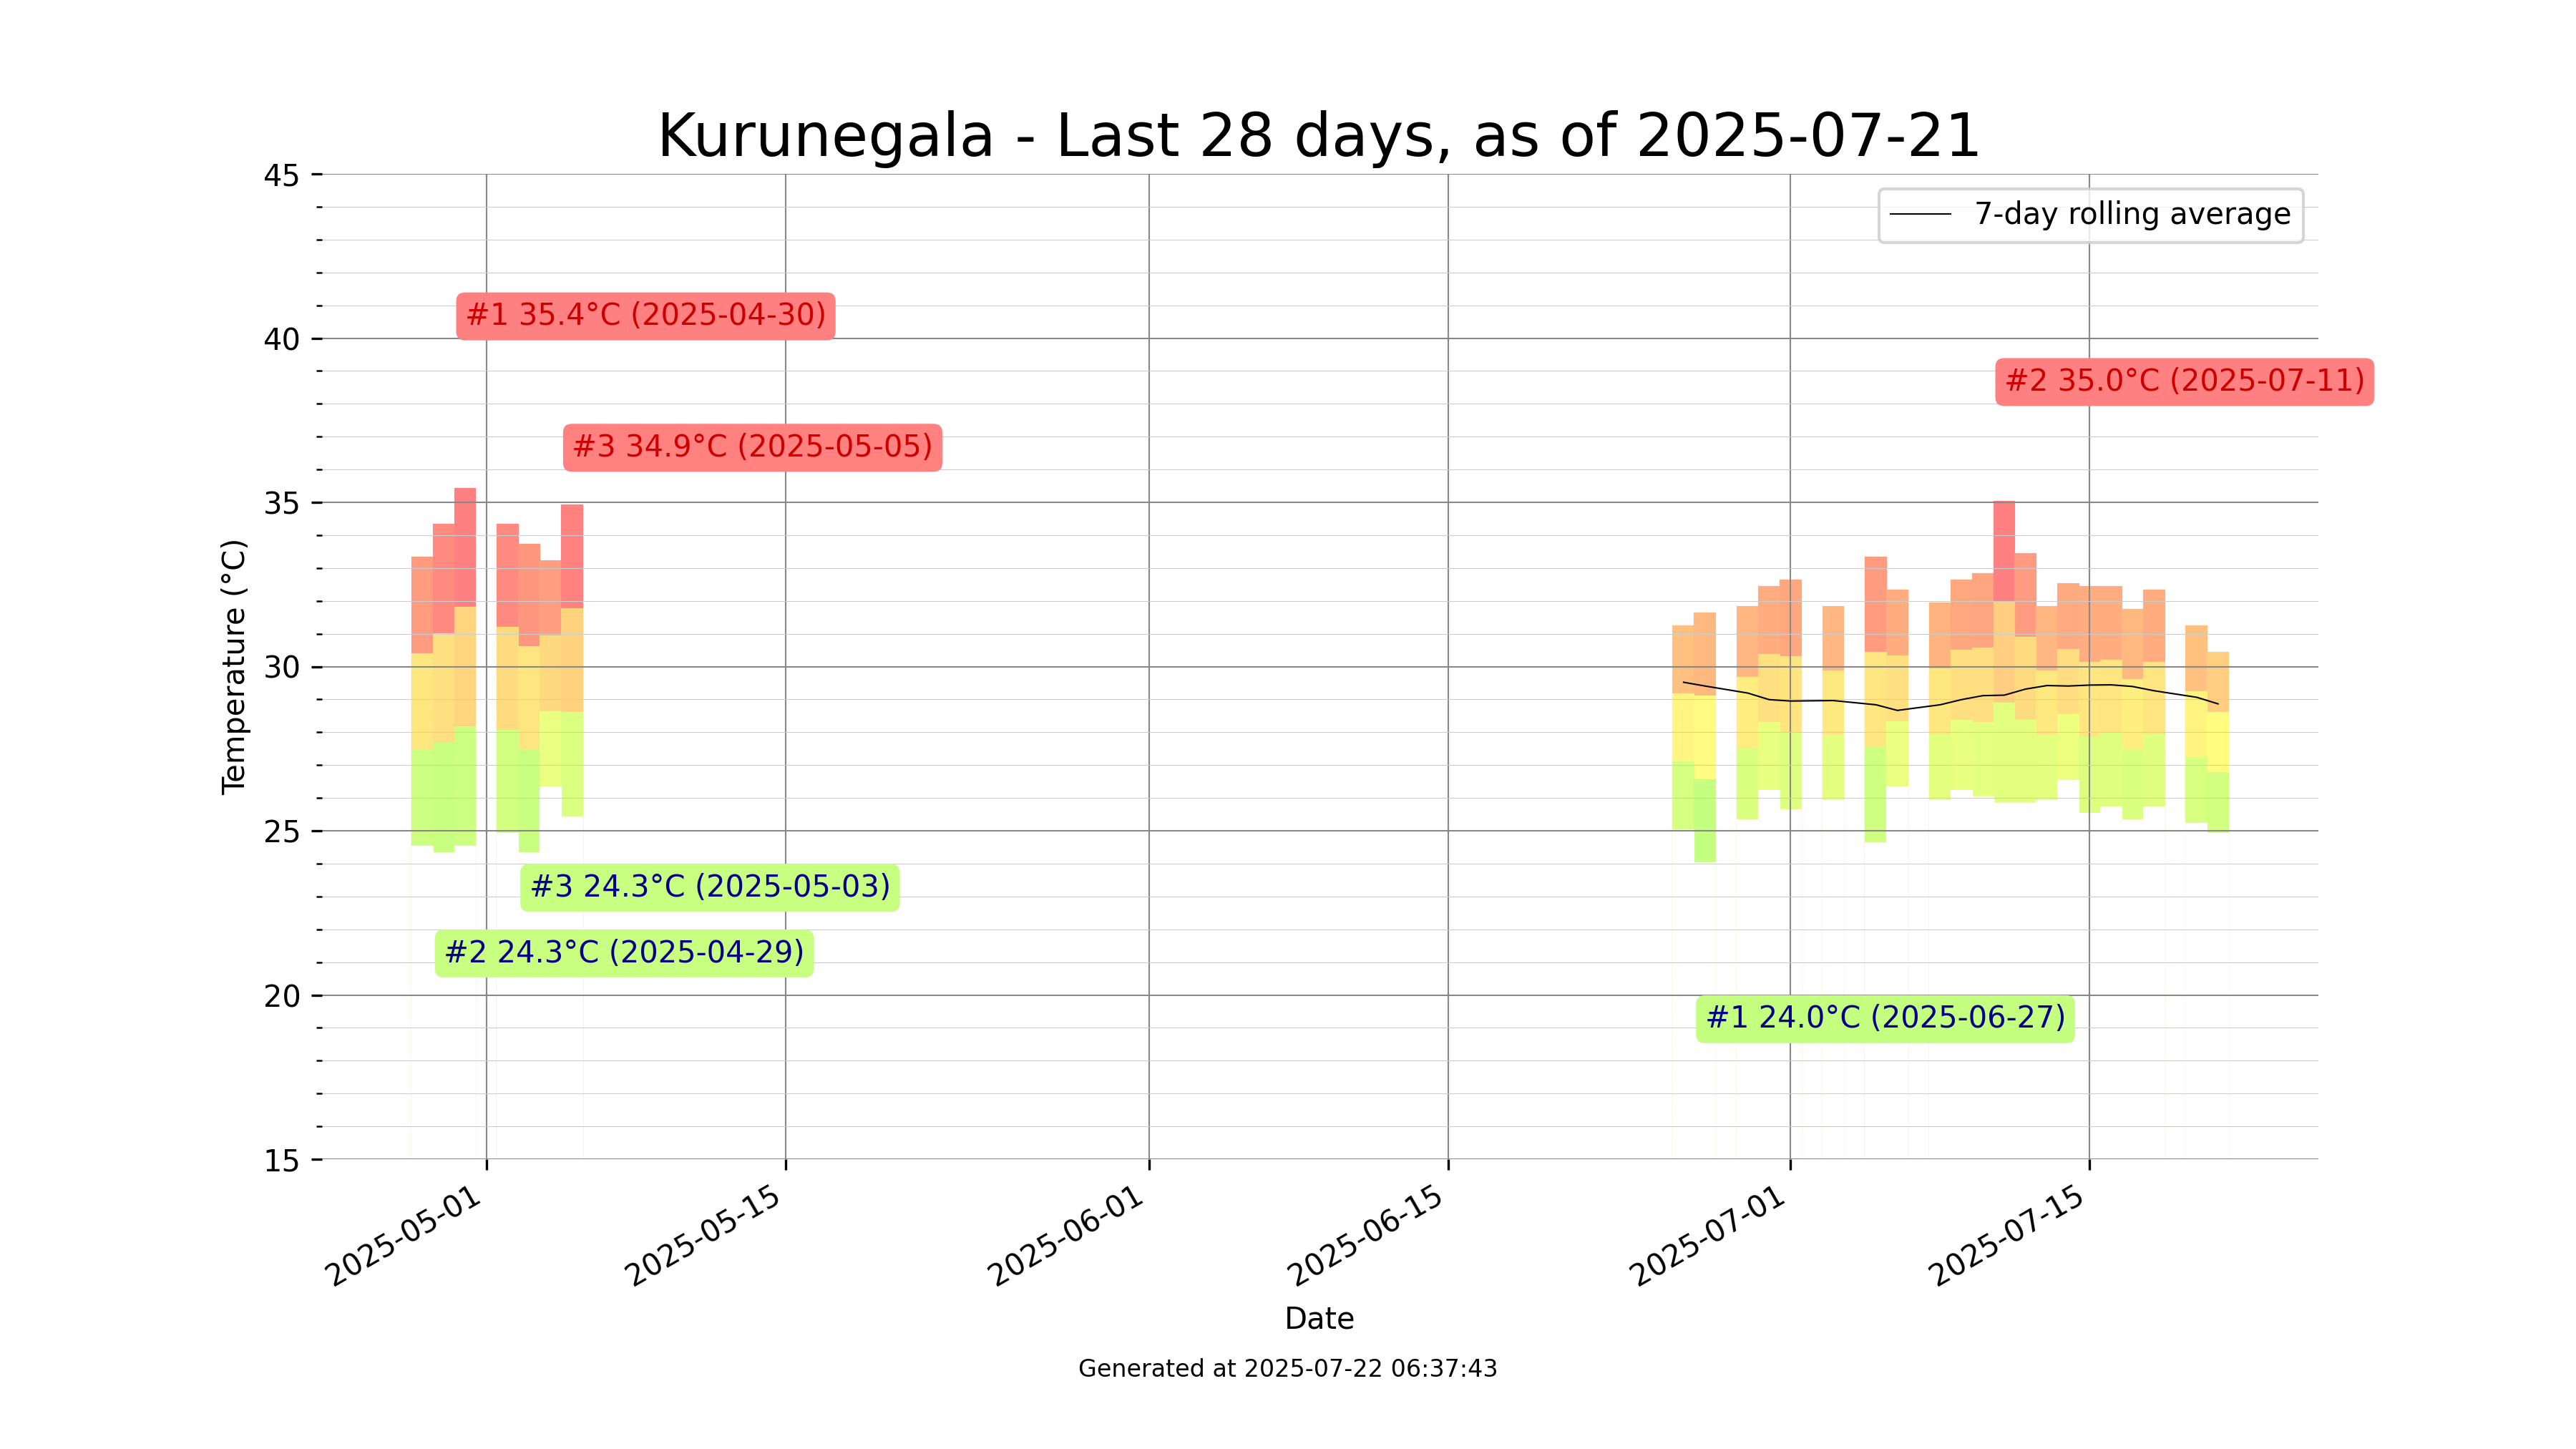 Kurunegala - Last 28 days, as of 2025-07-21
45
40
35
30
25
20
15
Temperature (°C)
7-day rolling average
#1 35.4°C (2025-04-30)
#2 35.0°C (2025-07-11)
#3 34.9°C (2025-05-05)
#3 24.3°C (2025-05-03)
#2 24.3°C (2025-04-29)
#1 24.0°C (2025-06-27)
2025-05-01
2025-05-15
2025-06-01
2025-06-15
2025-07-01
2025-07-15
Date
Generated at 2025-07-22 06:37:43